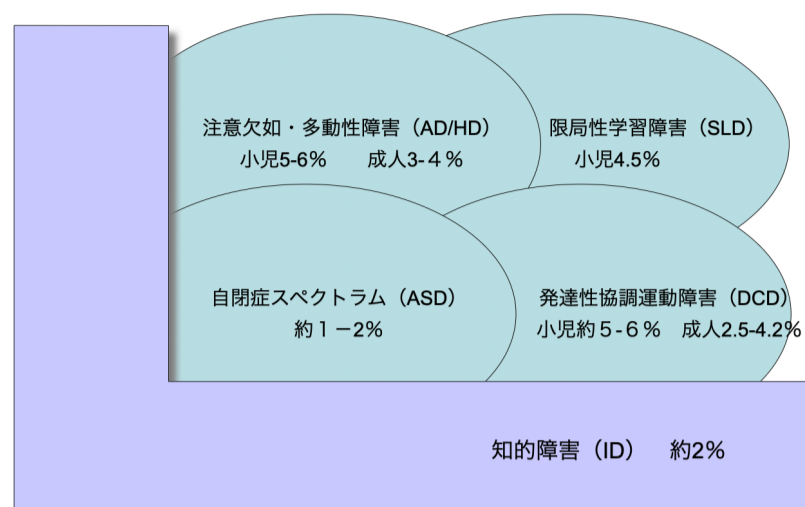 注意欠如・多動性障害（AD/HD）
小児5-6%　　成人3-４%
限局性学習障害（SLD）
小児4.5%
自閉症スペクトラム（ASD）
約１－2%
発達性協調運動障害（DCD）
小児約５-６%　成人2.5-4.2%
知的障害（ID）　約2%